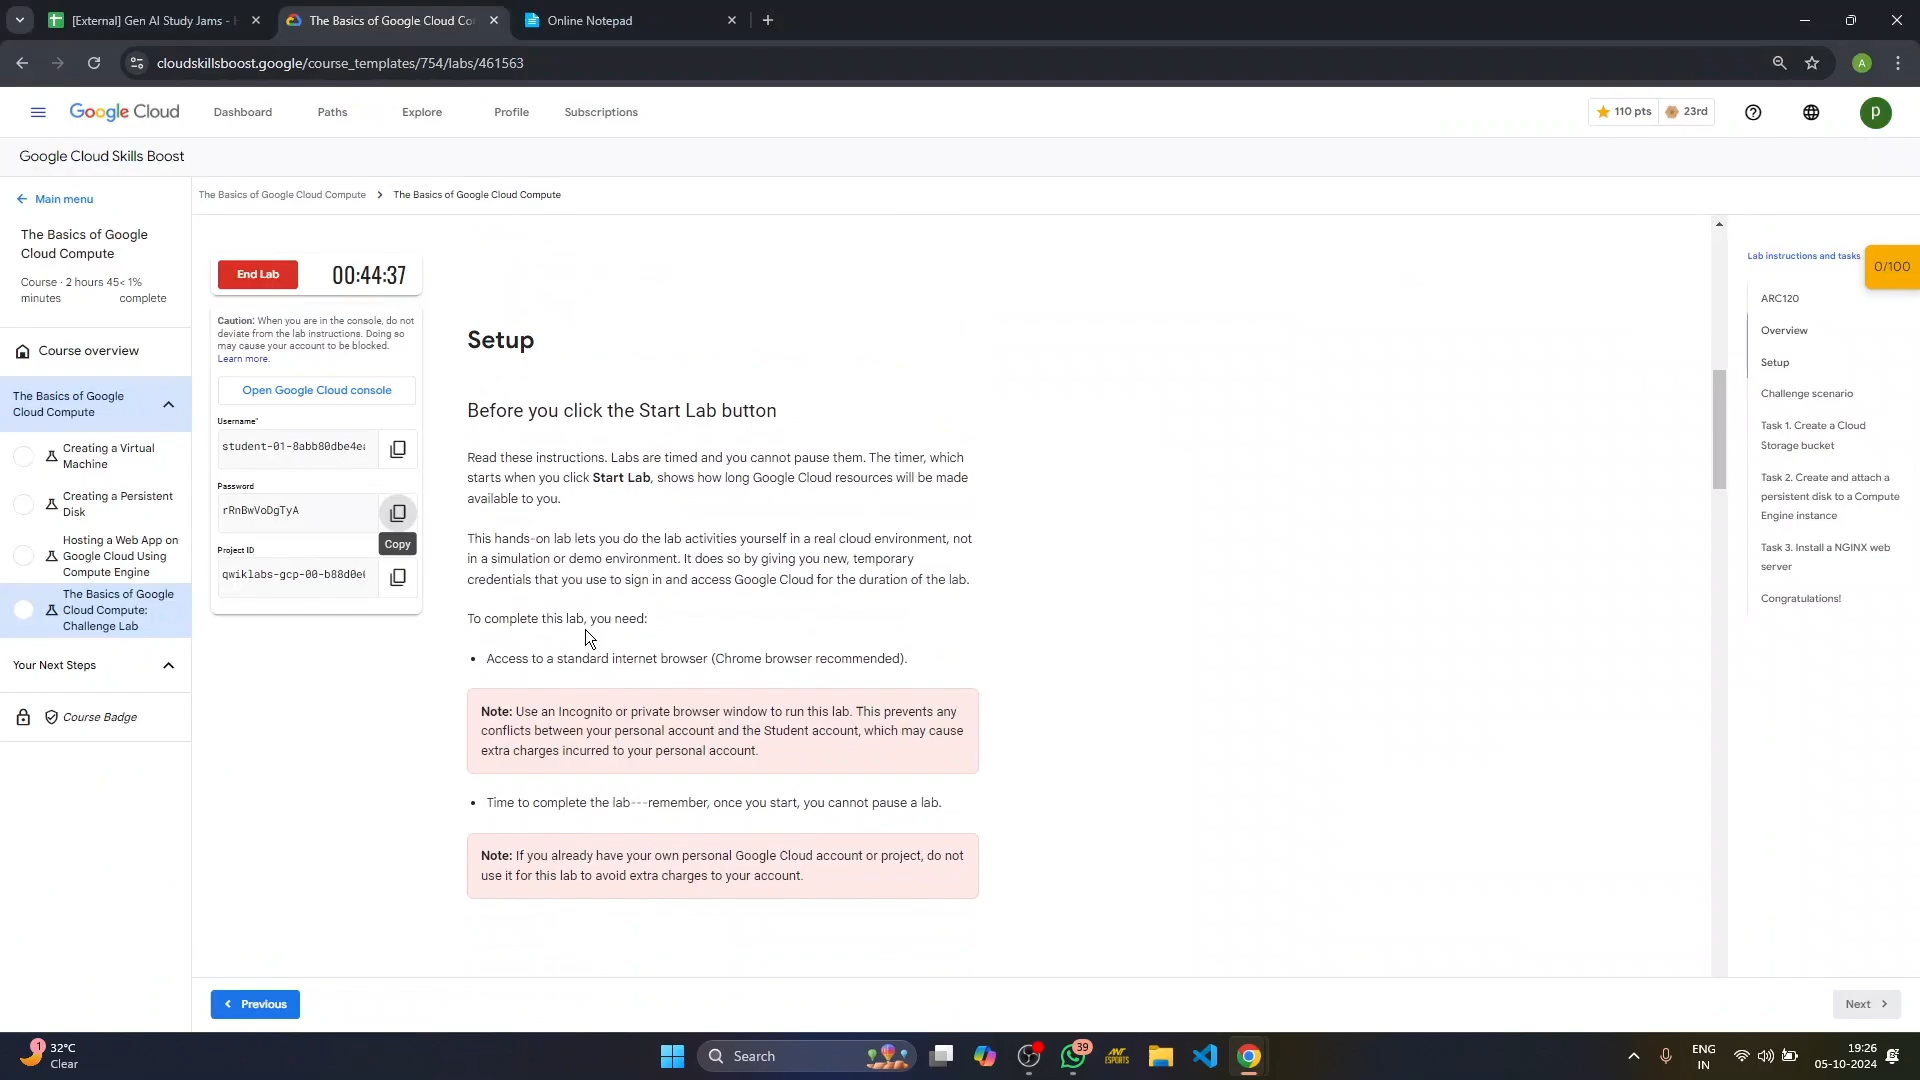 [External] Gen AI Study Jams -
The Basics of Google Cloud Co
Online Notepad
cloudskillsboost.google/course_templates/754/labs/461563
A
Google Cloud
Dashboard
Paths
Explore
Profile
Subscriptions
110 pts
23rd
p
Google Cloud Skills Boost
Main menu
The Basics of Google Cloud Compute
The Basics of Google Cloud Compute
The Basics of Google
Cloud Compute
Course · 2 hours 45
minutes
< 1%
complete
Course overview
The Basics of Google
Cloud Compute
Creating a Virtual
Machine
Creating a Persistent
Disk
Hosting a Web App on
Google Cloud Using
Compute Engine
The Basics of Google
Cloud Compute:
Challenge Lab
Your Next Steps
Course Badge
End Lab
00:44:37
Caution: When you are in the console, do not
deviate from the lab instructions. Doing so
may cause your account to be blocked.
Learn more.
Open Google Cloud console
Username*
student-01-8abb80dbe4e
Password
rRnBwVoDgTyA
Copy
Project ID
qwiklabs-gcp-00-b88d0e
Setup
Before you click the Start Lab button
Read these instructions. Labs are timed and you cannot pause them. The timer, which
starts when you click Start Lab, shows how long Google Cloud resources will be made
available to you.
This hands-on lab lets you do the lab activities yourself in a real cloud environment, not
in a simulation or demo environment. It does so by giving you new, temporary
credentials that you use to sign in and access Google Cloud for the duration of the lab.
To complete this lab, you need:
• Access to a standard internet browser (Chrome browser recommended).
Note: Use an Incognito or private browser window to run this lab. This prevents any
conflicts between your personal account and the Student account, which may cause
extra charges incurred to your personal account.
• Time to complete the lab---remember, once you start, you cannot pause a lab.
Note: If you already have your own personal Google Cloud account or project, do not
use it for this lab to avoid extra charges to your account.
Lab instructions and tasks
0/100
ARC120
Overview
Setup
Challenge scenario
Task 1. Create a Cloud
Storage bucket
Task 2. Create and attach a
persistent disk to a Compute
Engine instance
Task 3. Install a NGINX web
server
Congratulations!
Previous
Next
1
32°C
Clear
Search
39
ESPORTS
ENG
IN
19:26
05-10-2024